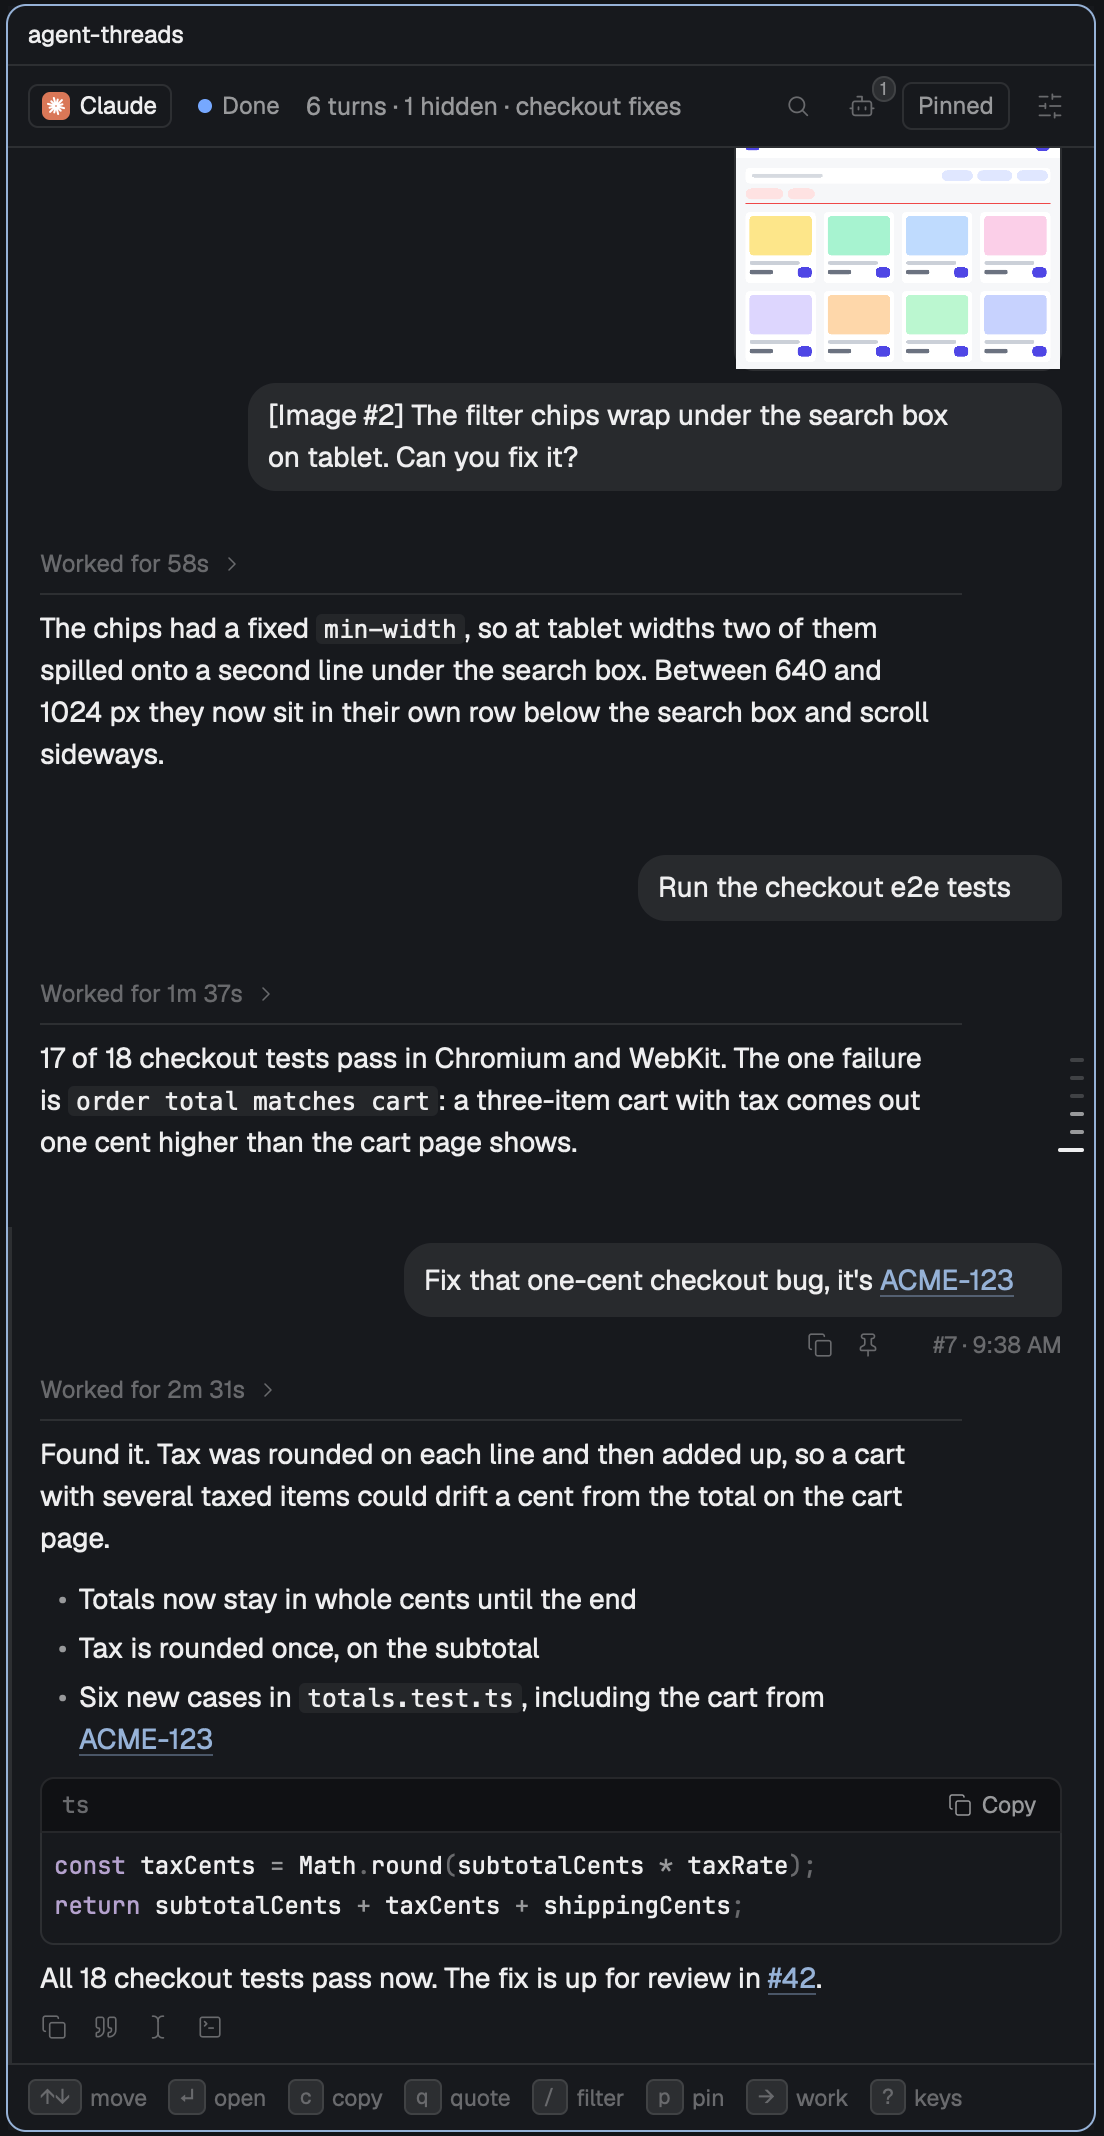 agent-threads
Claude Done 6 turns · 1 hidden · checkout fixes 1 Pinned
[Image #2] The filter chips wrap under the search box
on tablet. Can you fix it?
Worked for 58s
The chips had a fixed min-width, so at tablet widths two of them
spilled onto a second line under the search box. Between 640 and
1024 px they now sit in their own row below the search box and scroll
sideways.
Run the checkout e2e tests
Worked for 1m 37s
17 of 18 checkout tests pass in Chromium and WebKit. The one failure
is order total matches cart: a three-item cart with tax comes out
one cent higher than the cart page shows.
Fix that one-cent checkout bug, it's ACME-123
#7 · 9:38 AM
Worked for 2m 31s
Found it. Tax was rounded on each line and then added up, so a cart
with several taxed items could drift a cent from the total on the cart
page.
• Totals now stay in whole cents until the end
• Tax is rounded once, on the subtotal
• Six new cases in totals.test.ts, including the cart from
ACME-123
ts Copy
const taxCents = Math.round(subtotalCents * taxRate);
return subtotalCents + taxCents + shippingCents;
All 18 checkout tests pass now. The fix is up for review in #42.
↑↓ move ↵ open c copy q quote / filter p pin → work ? keys